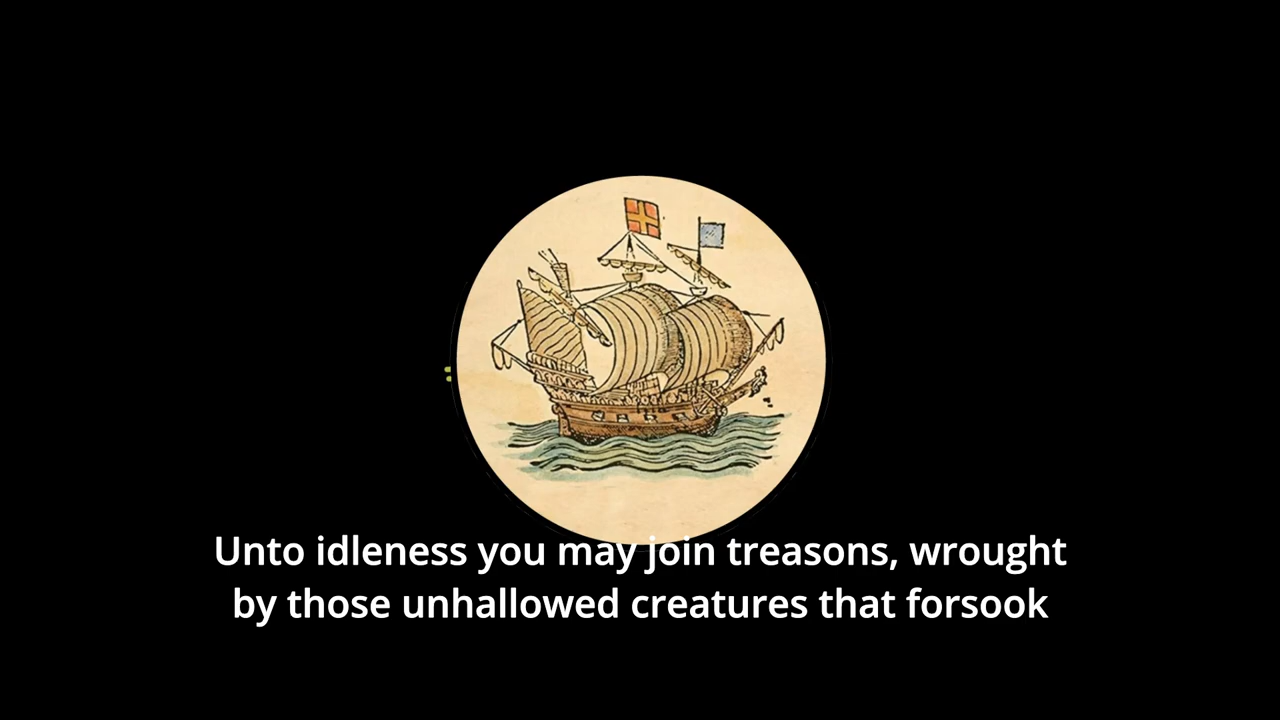 Unto idleness you may join treasons, wrought
by those unhallowed creatures that forsook